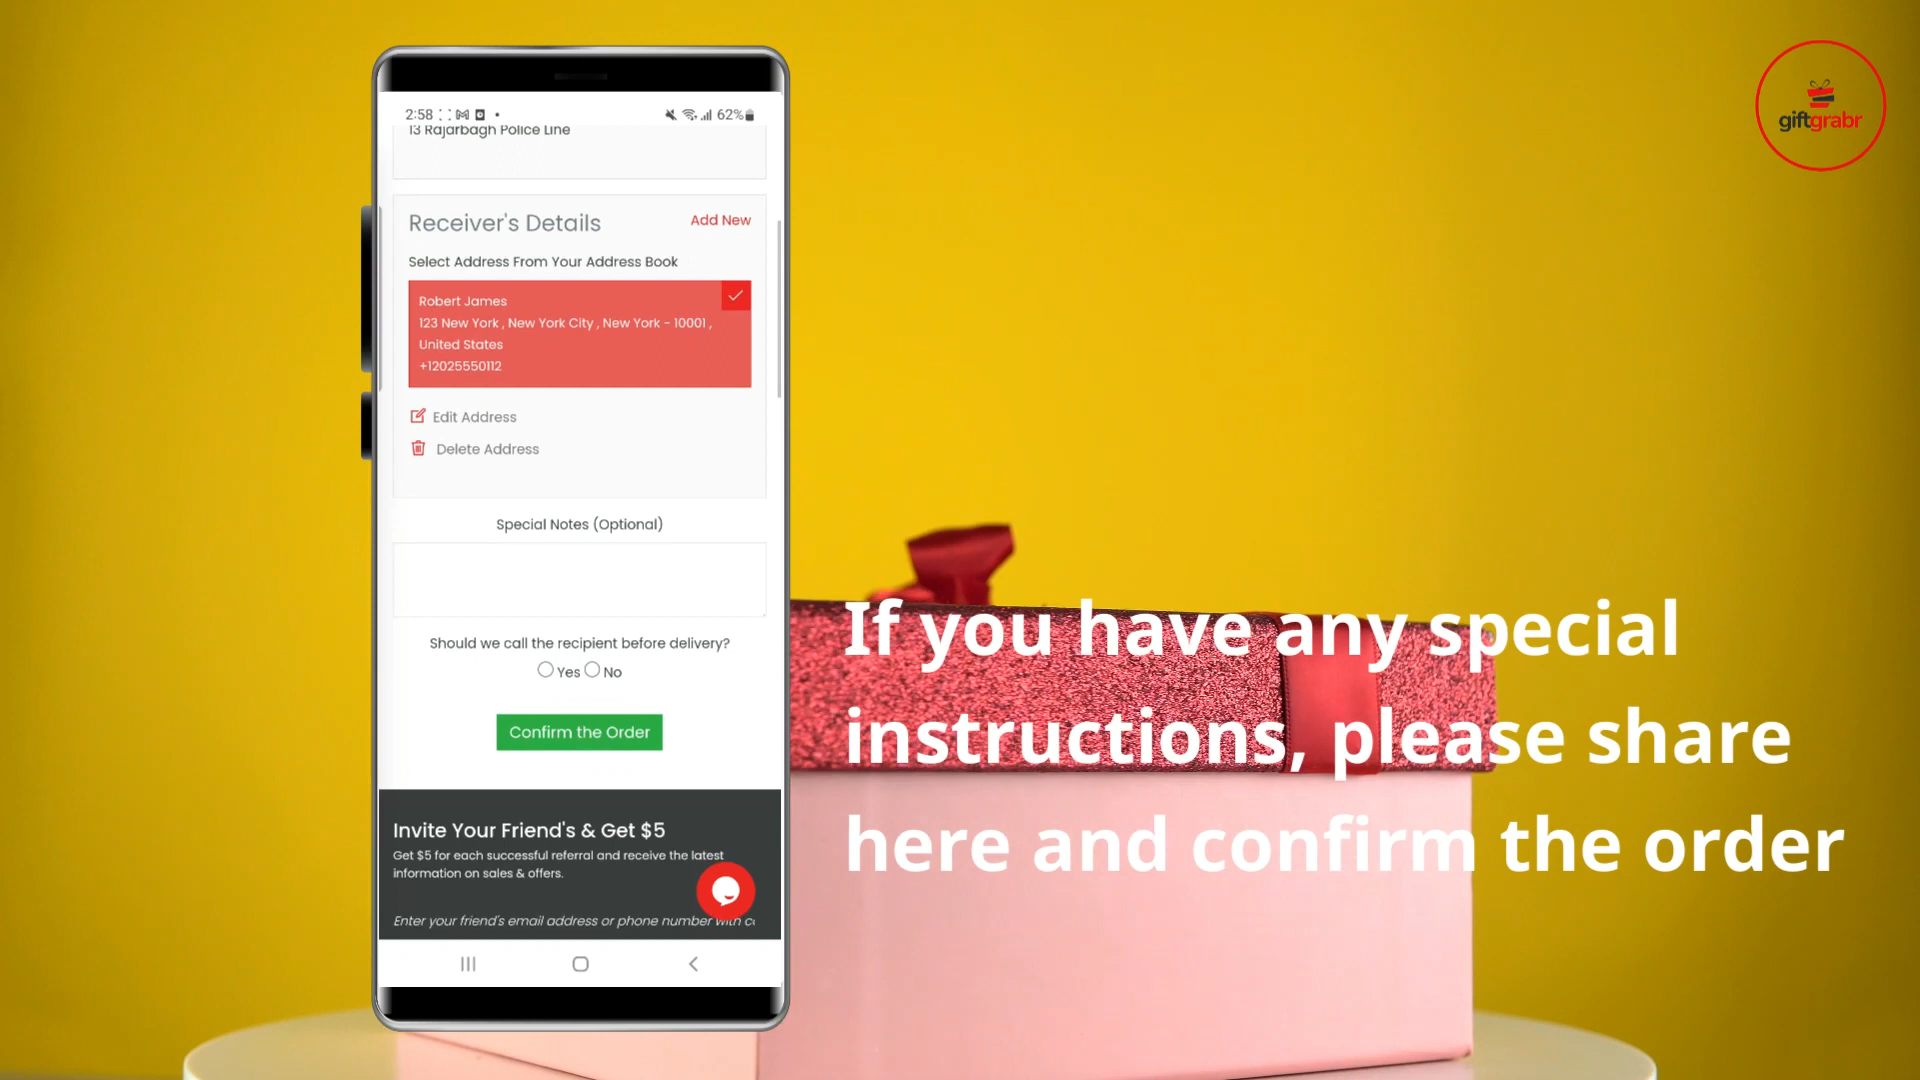 2:58
62%
13 Rajarbagh Police Line
Receiver's Details
Add New
Select Address From Your Address Book
Robert James
123 New York , New York City , New York - 10001 ,
United States
+12025550112
Edit Address
Delete Address
Special Notes (Optional)
Should we call the recipient before delivery?
Yes No
Confirm the Order
Invite Your Friend's & Get $5
Get $5 for each successful referral and receive the latest
information on sales & offers.
Enter your friend's email address or phone number with
giftgrabr
If you have any special
instructions, please share
here and confirm the order